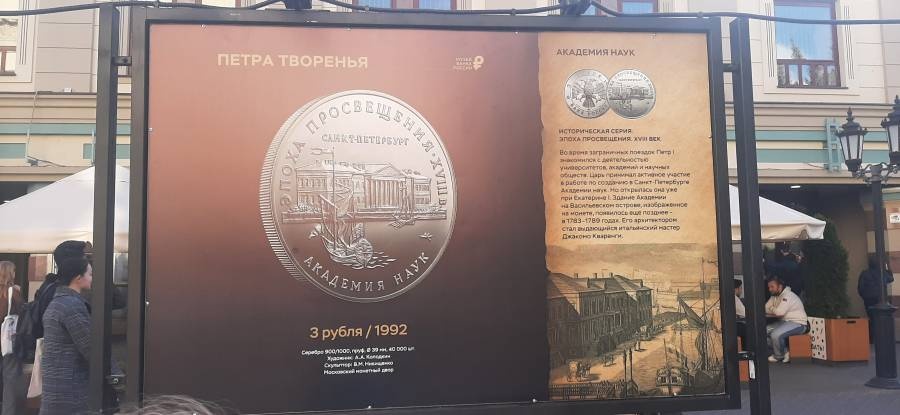 ПЕТРА ТВОРЕНЬЯ
МУЗЕЙ
БАНКА
РОССИИ
ЭПОХА ПРОСВЕЩЕНИЯ. XVIII В.
САНКТ-ПЕТЕРБУРГ
АКАДЕМИЯ НАУК
3 рубля / 1992
Серебро 900/1000, пруф, Ø 39 мм, 40 000 шт.
Художник: А.А. Колодкин
Скульптор: В.М. Никищенко
Московский монетный двор
АКАДЕМИЯ НАУК
ИСТОРИЧЕСКАЯ СЕРИЯ:
ЭПОХА ПРОСВЕЩЕНИЯ. XVIII ВЕК.
Во время заграничных поездок Петр I
знакомился с деятельностью
университетов, академий и научных
обществ. Царь принимал активное участие
в работе по созданию в Санкт-Петербурге
Академии наук. Но открылась она уже
при Екатерине I. Здание Академии
на Васильевском острове, изображенное
на монете, появилось еще позднее -
в 1783-1789 годах. Его архитектором
стал выдающийся итальянский мастер
Джакомо Кваренги.